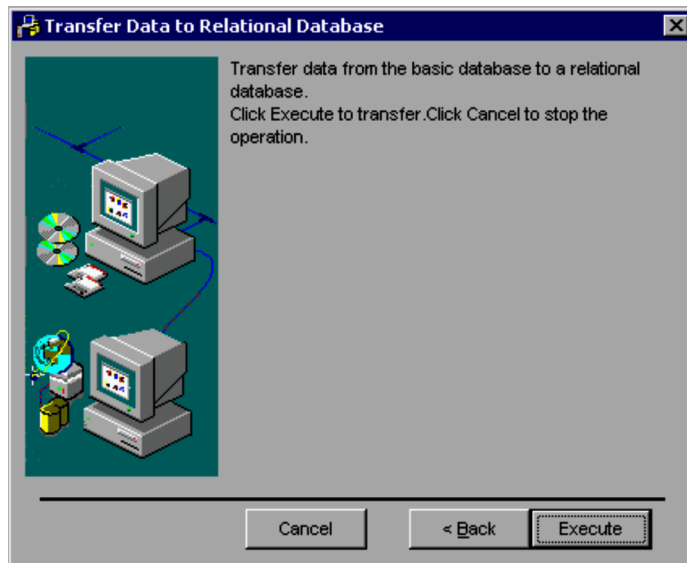 Transfer Data to Relational Database
Transfer data from the basic database to a relational
database.
Click Execute to transfer.Click Cancel to stop the
operation.
Cancel
< Back
Execute